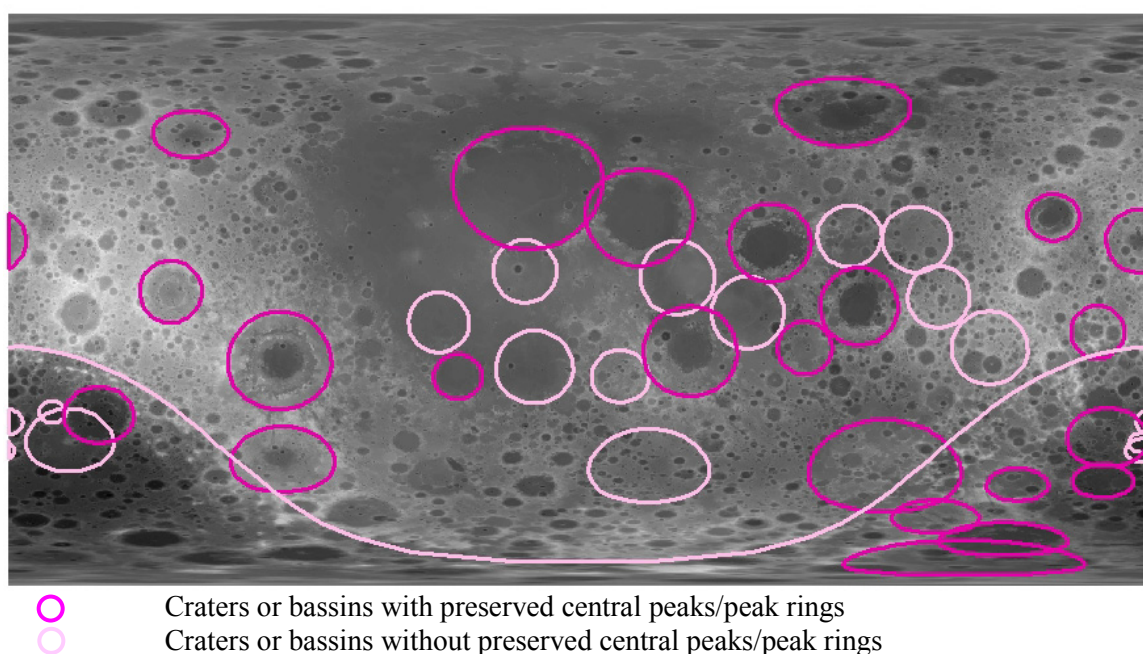 Craters or bassins with preserved central peaks/peak rings
Craters or bassins without preserved central peaks/peak rings